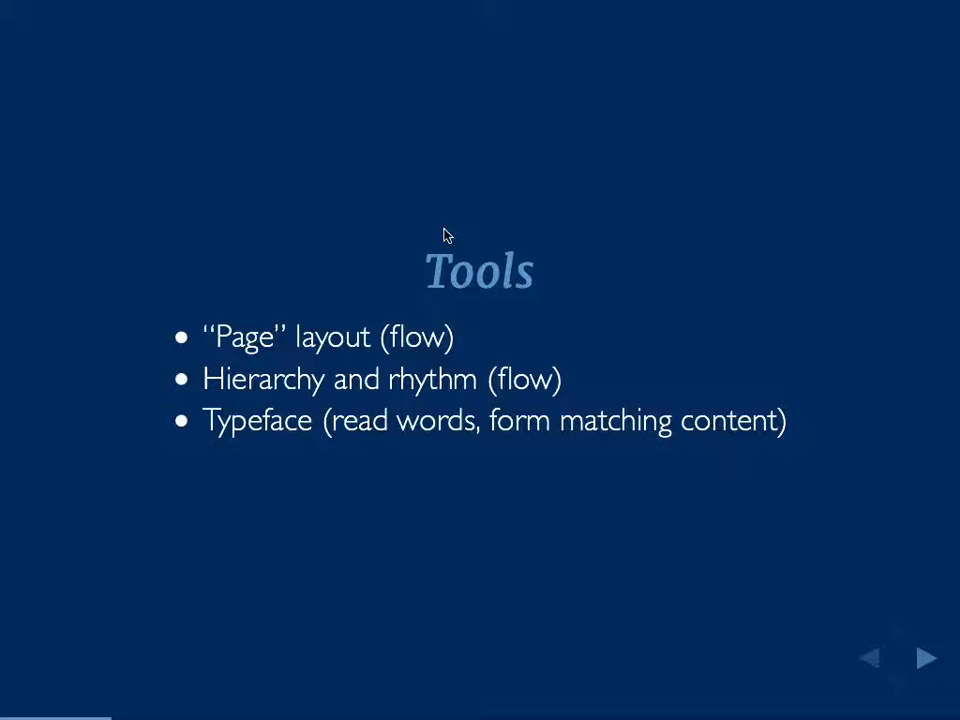 Tools
• “Page” layout (flow)
• Hierarchy and rhythm (flow)
• Typeface (read words, form matching content)